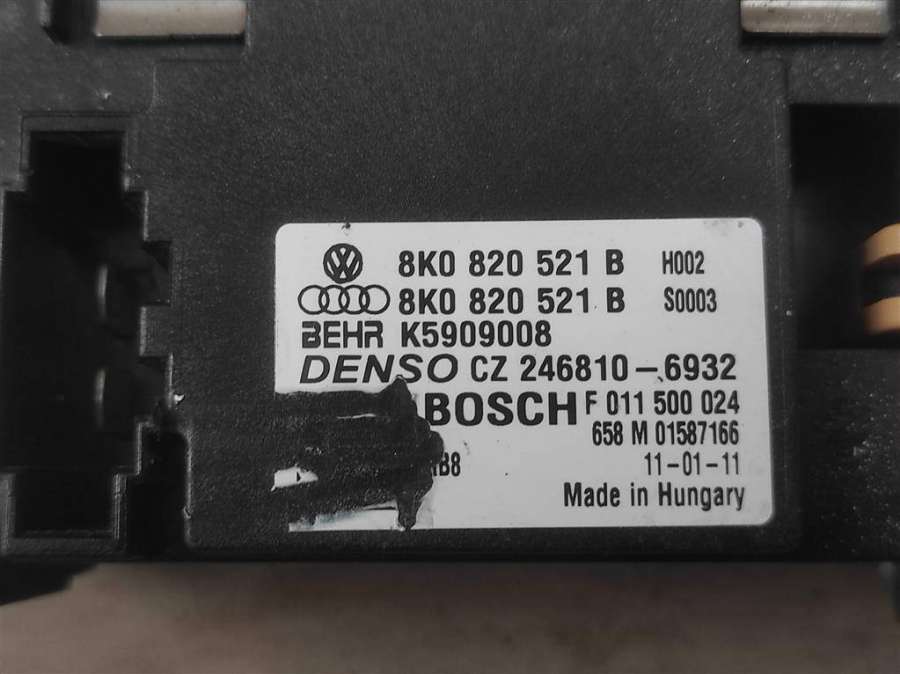 8K0 820 521 B H002
8K0 820 521 B S0003
BEHR K5909008
DENSO CZ 246810-6932
BOSCH F 011 500 024
658 M 01587166
11-01-11
Made in Hungary